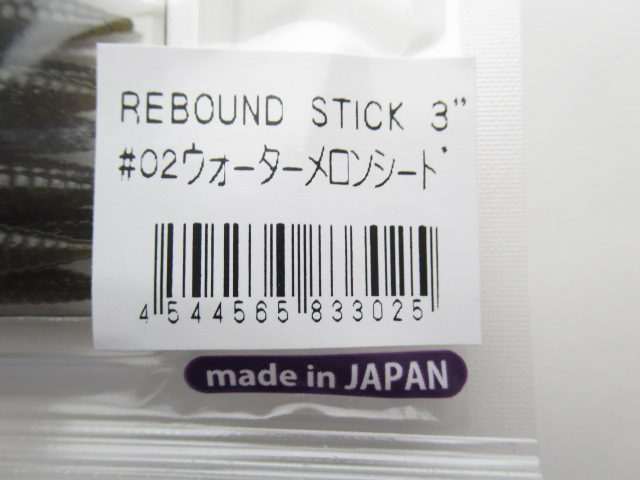 REBOUND STICK 3"
#02ウォーターメロンシード
4 544565 833025
made in JAPAN